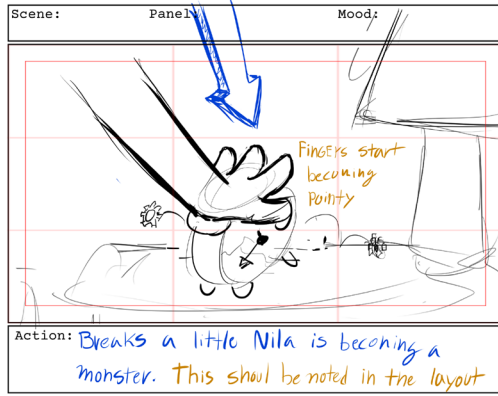 Scene: Panel: Mood:
Fingers start
becoming
pointy
Action: Breaks a little Nila is becoming a
monster. This shoul be noted in the layout